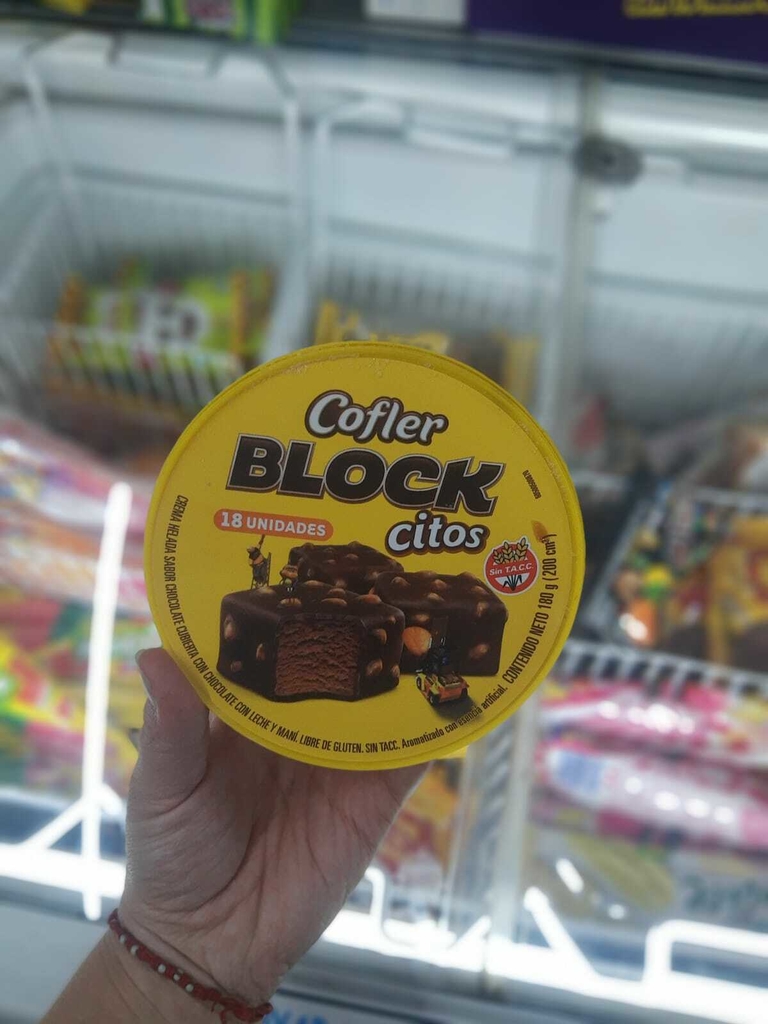 Cofler
BLOCK
18 UNIDADES
citos
Sin T.A.C.C.
CREMA HELADA SABOR CHOCOLATE CUBIERTA CON CHOCOLATE CON LECHE Y MANÍ. LIBRE DE GLUTEN. SIN TACC. Aromatizado con esencia artificial. CONTENIDO NETO 180 g (200 cm³)